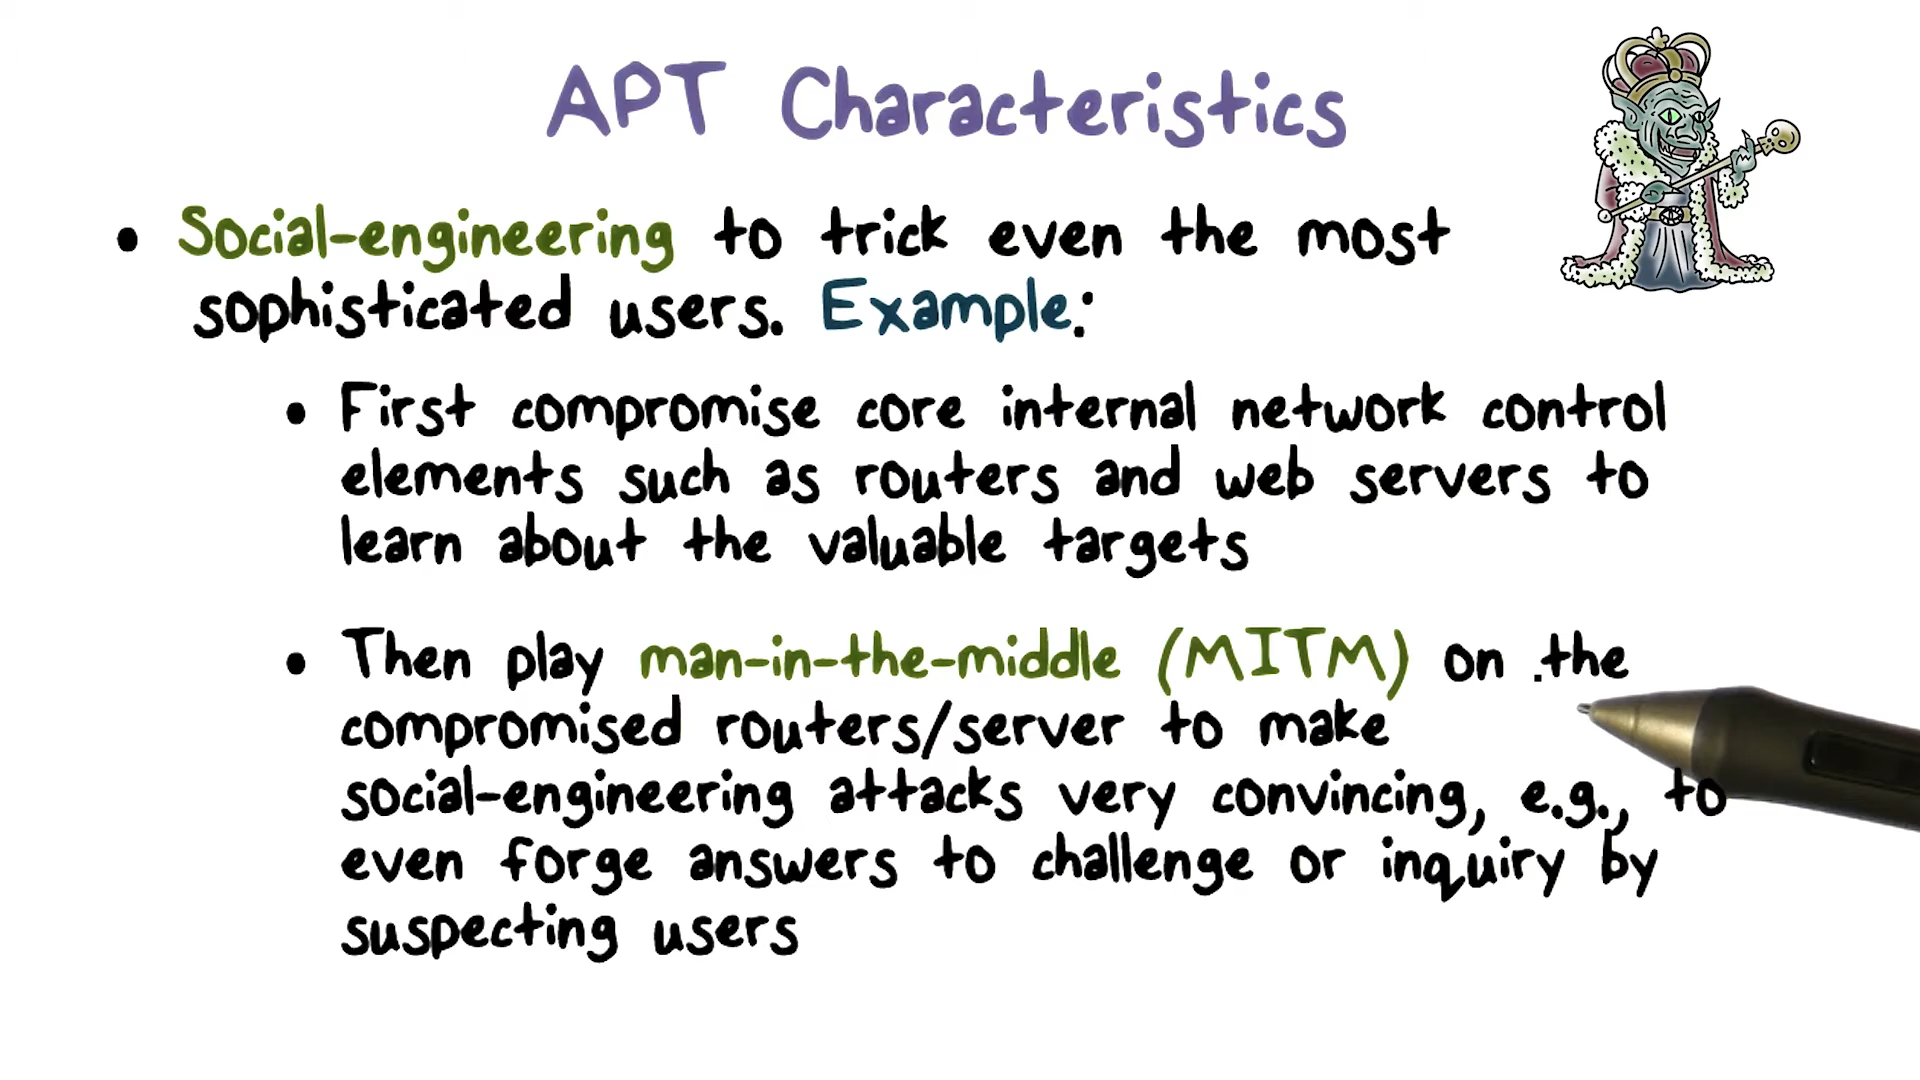 APT Characteristics
• Social-engineering to trick even the most
sophisticated users. Example:
• First compromise core internal network control
elements such as routers and web servers to
learn about the valuable targets
• Then play man-in-the-middle (MITM) on the
compromised routers/server to make
social-engineering attacks very convincing, e.g., to
even forge answers to challenge or inquiry by
suspecting users